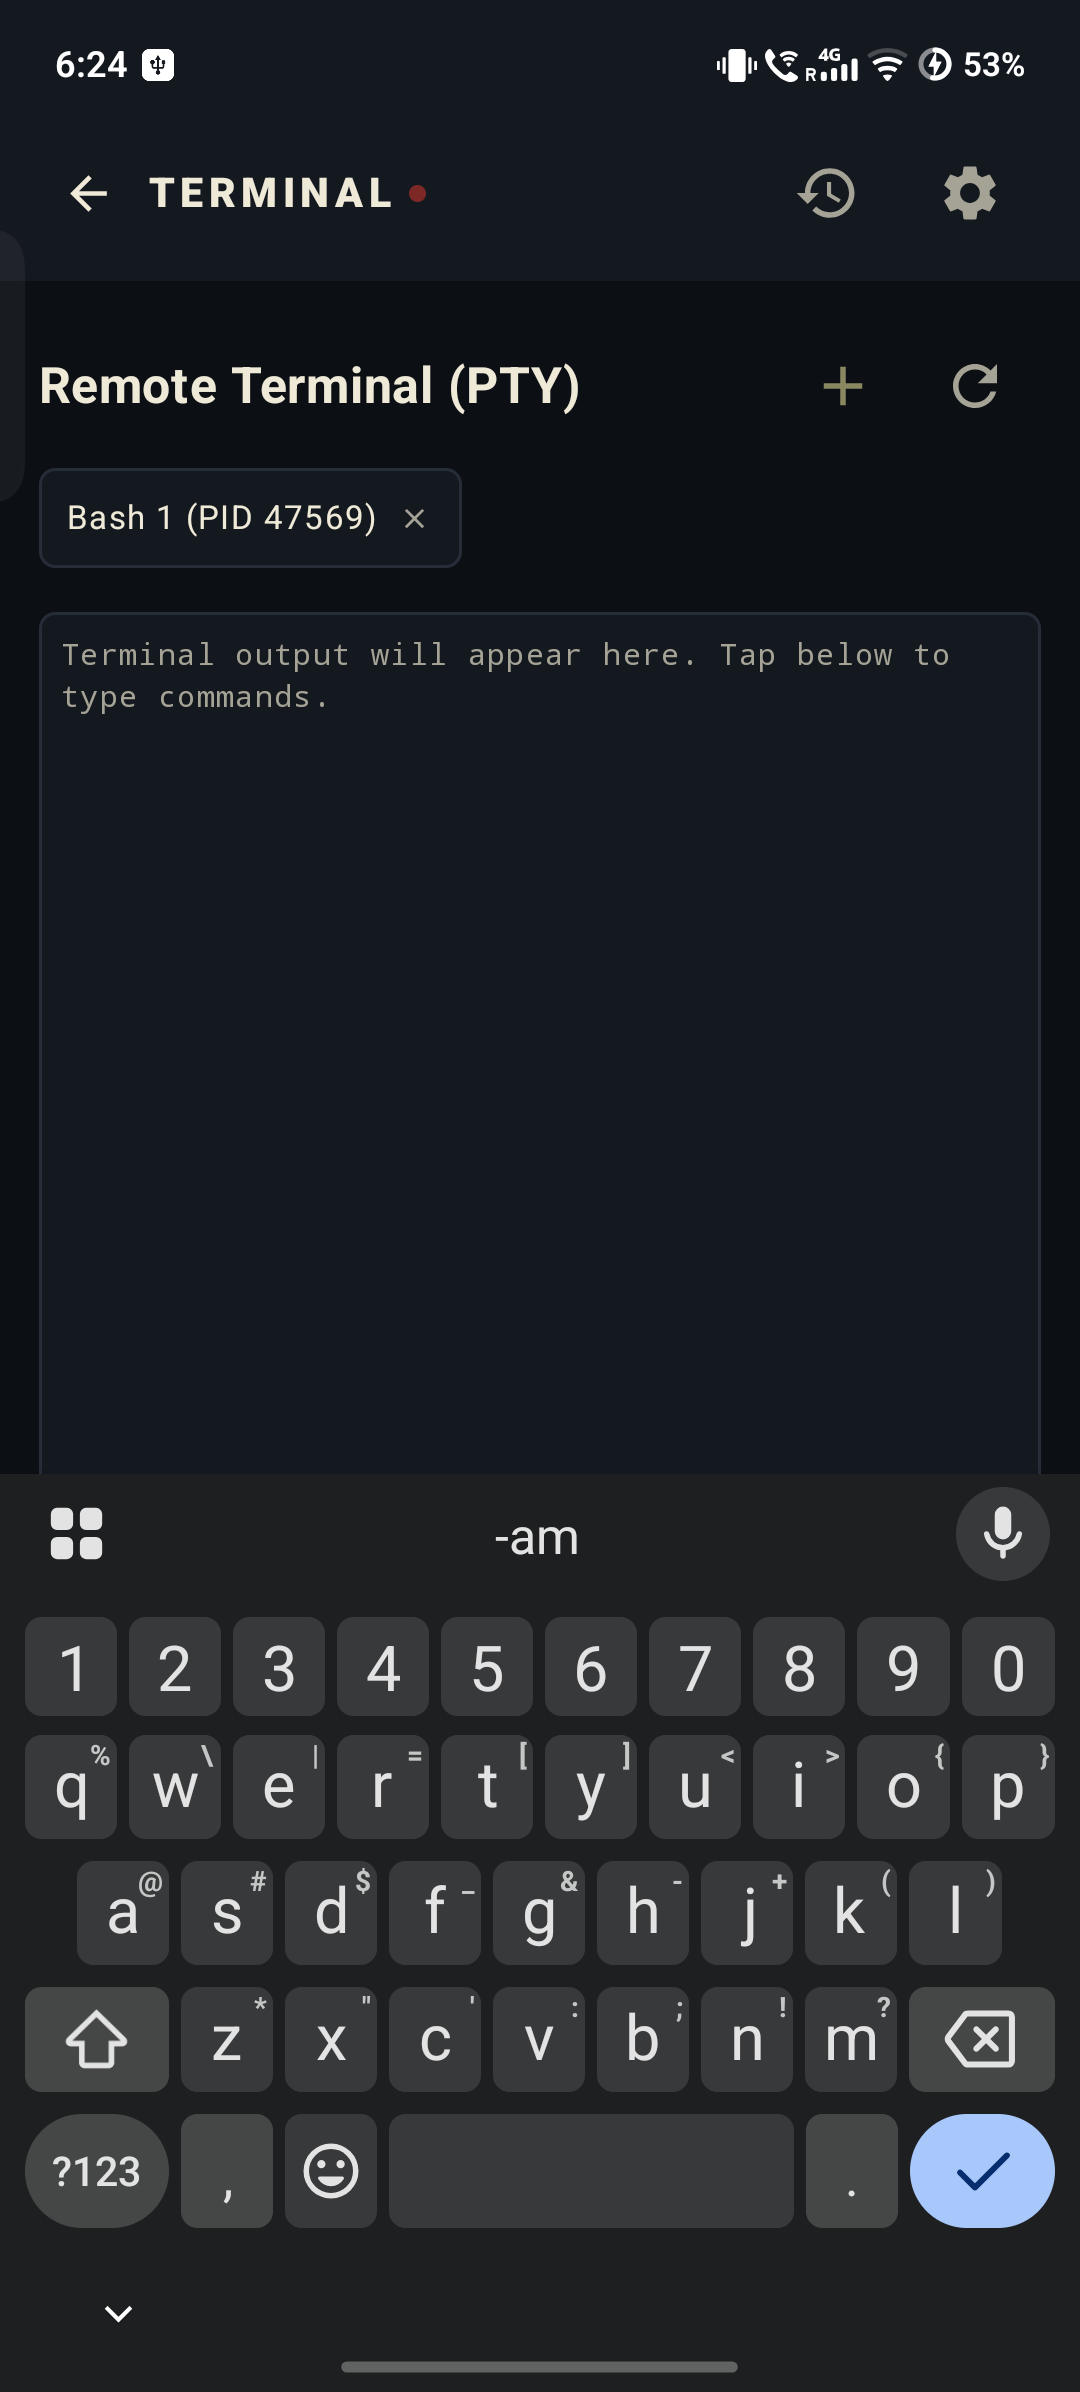 6:24
R 4G 53%
TERMINAL
Remote Terminal (PTY)
Bash 1 (PID 47569) ×
Terminal output will appear here. Tap below to
type commands.
-am
1 2 3 4 5 6 7 8 9 0
% \ | = [ ] < > { }
q w e r t y u i o p
@ # $ _ & - + ( )
a s d f g h j k l
* " ' : ; ! ?
z x c v b n m
?123 , .